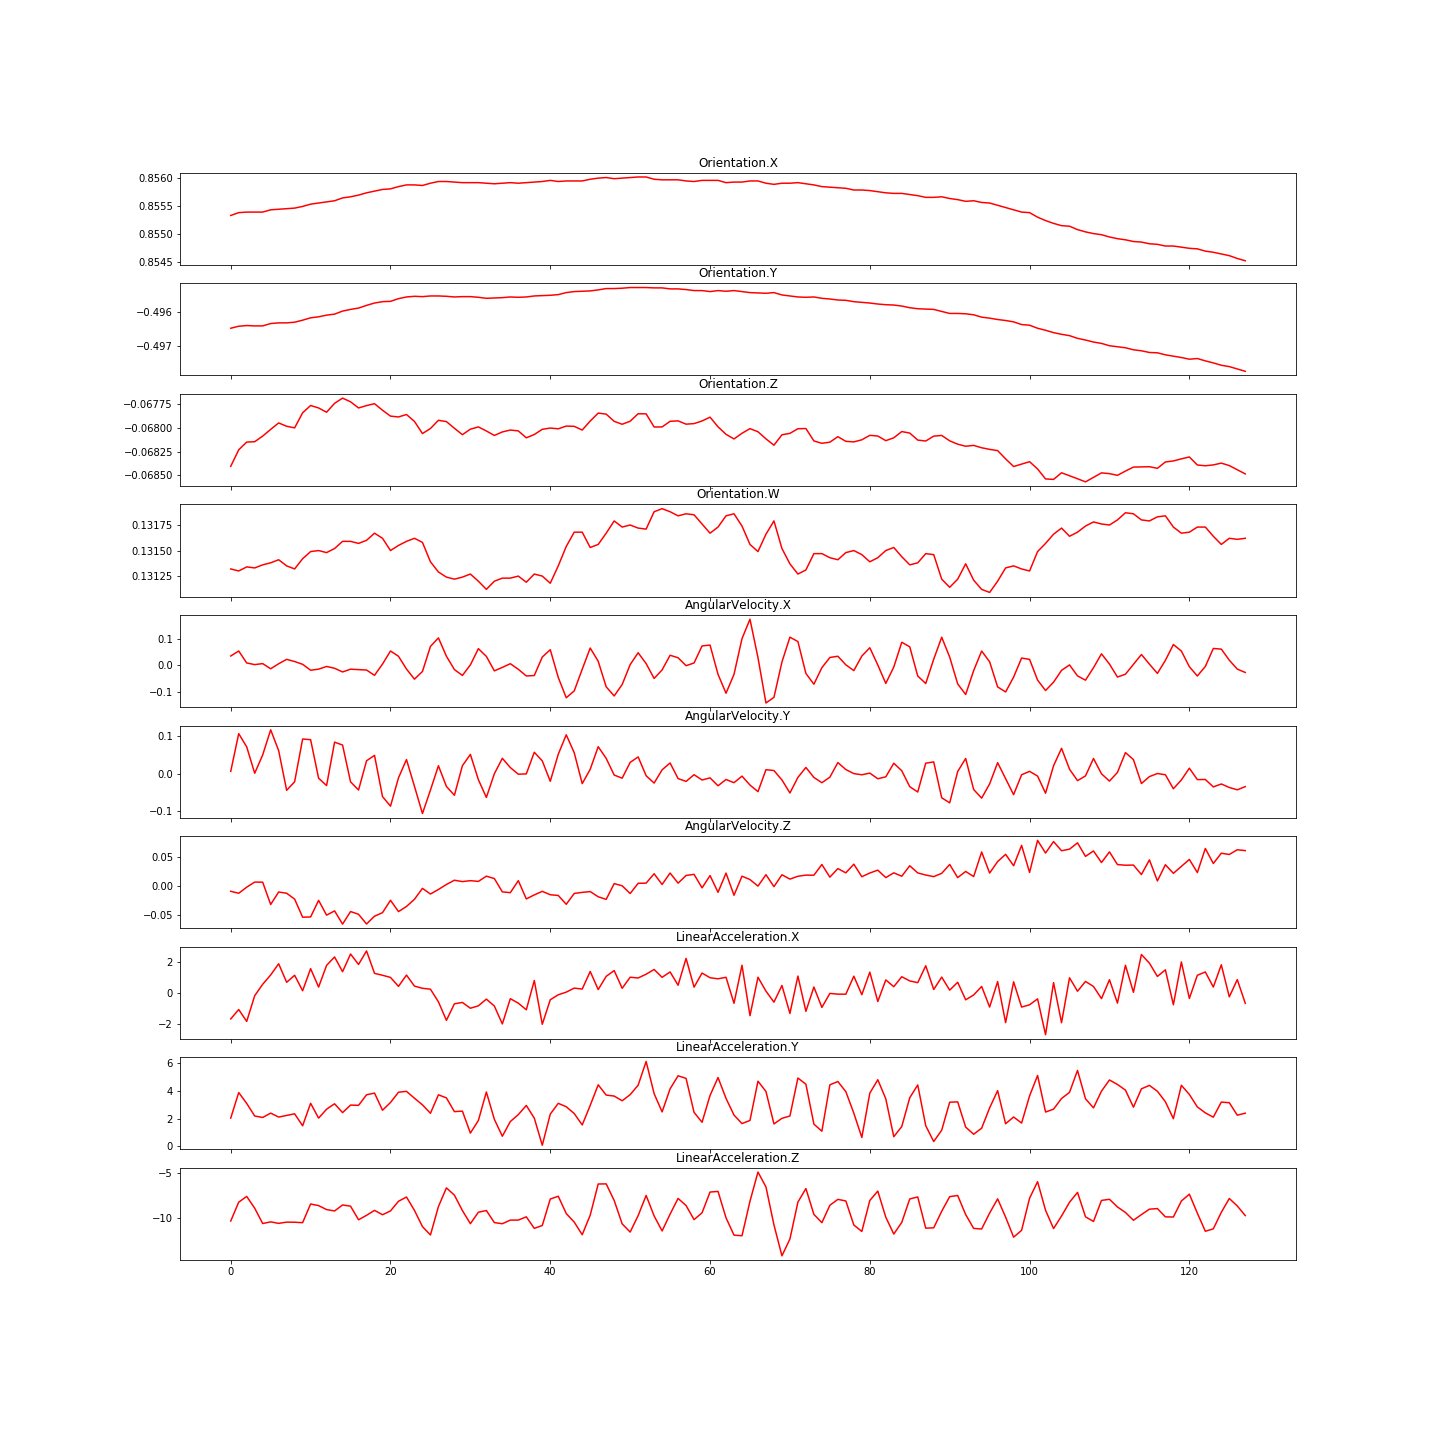 Orientation.X
0.8560
0.8555
0.8550
0.8545
Orientation.Y
−0.496
−0.497
Orientation.Z
−0.06775
−0.06800
−0.06825
−0.06850
Orientation.W
0.13175
0.13150
0.13125
AngularVelocity.X
0.1
0.0
−0.1
AngularVelocity.Y
0.1
0.0
−0.1
AngularVelocity.Z
0.05
0.00
−0.05
LinearAcceleration.X
2
0
−2
LinearAcceleration.Y
6
4
2
0
LinearAcceleration.Z
−5
−10
0 20 40 60 80 100 120